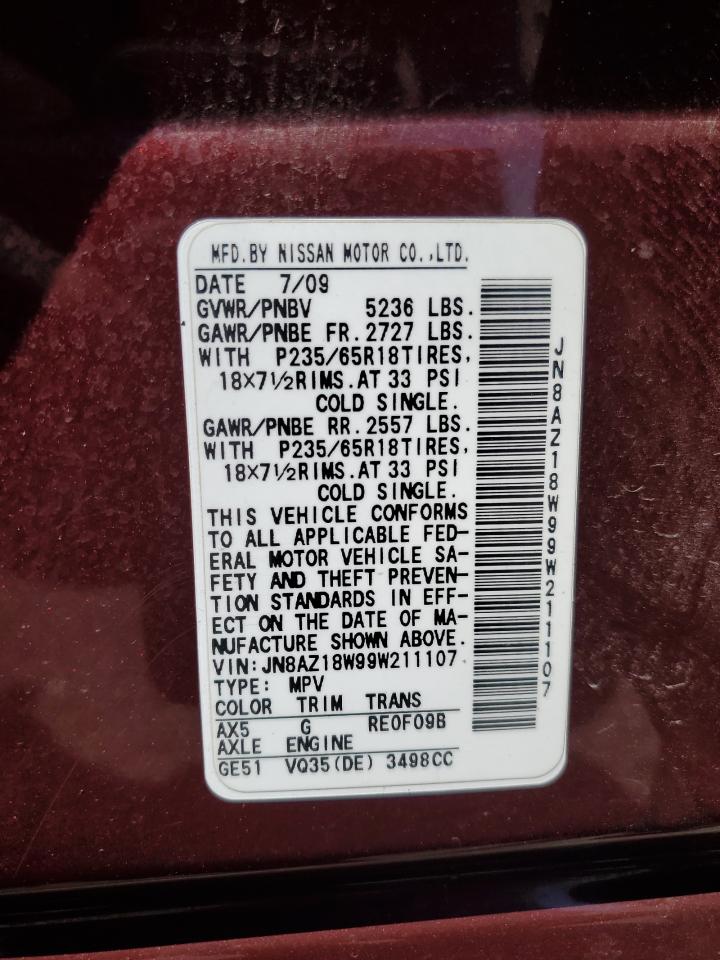 MFD.BY NISSAN MOTOR CO.,LTD.
DATE 7/09
GVWR/PNBV 5236 LBS.
GAWR/PNBE FR.2727 LBS.
WITH P235/65R18TIRES,
18×7½RIMS.AT 33 PSI
COLD SINGLE.
GAWR/PNBE RR.2557 LBS.
WITH P235/65R18TIRES,
18×7½RIMS.AT 33 PSI
COLD SINGLE.
THIS VEHICLE CONFORMS
TO ALL APPLICABLE FED-
ERAL MOTOR VEHICLE SA-
FETY AND THEFT PREVEN-
TION STANDARDS IN EFF-
ECT ON THE DATE OF MA-
NUFACTURE SHOWN ABOVE.
VIN:JN8AZ18W99W211107
TYPE: MPV
COLOR TRIM TRANS
AX5 G RE0F09B
AXLE ENGINE
GE51 VQ35(DE) 3498CC
JN8AZ18W99W211107